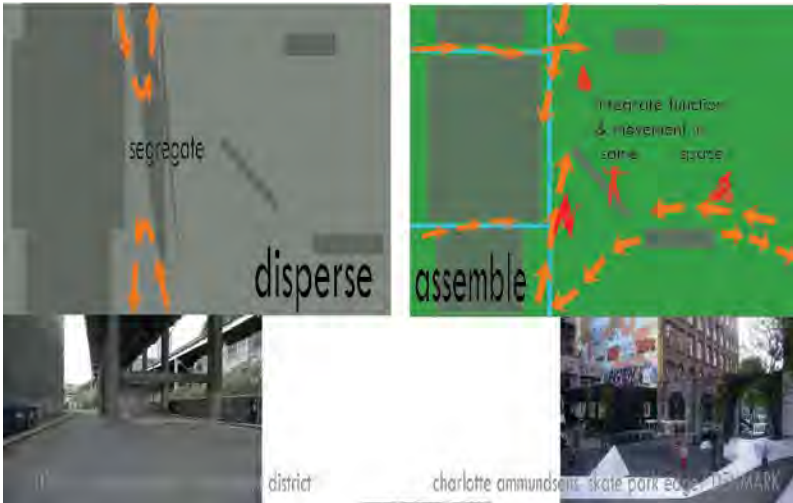 segregate
disperse
integrate function
& movement in
same space
assemble
district
charlotte ammundsens skate park edge, DENMARK